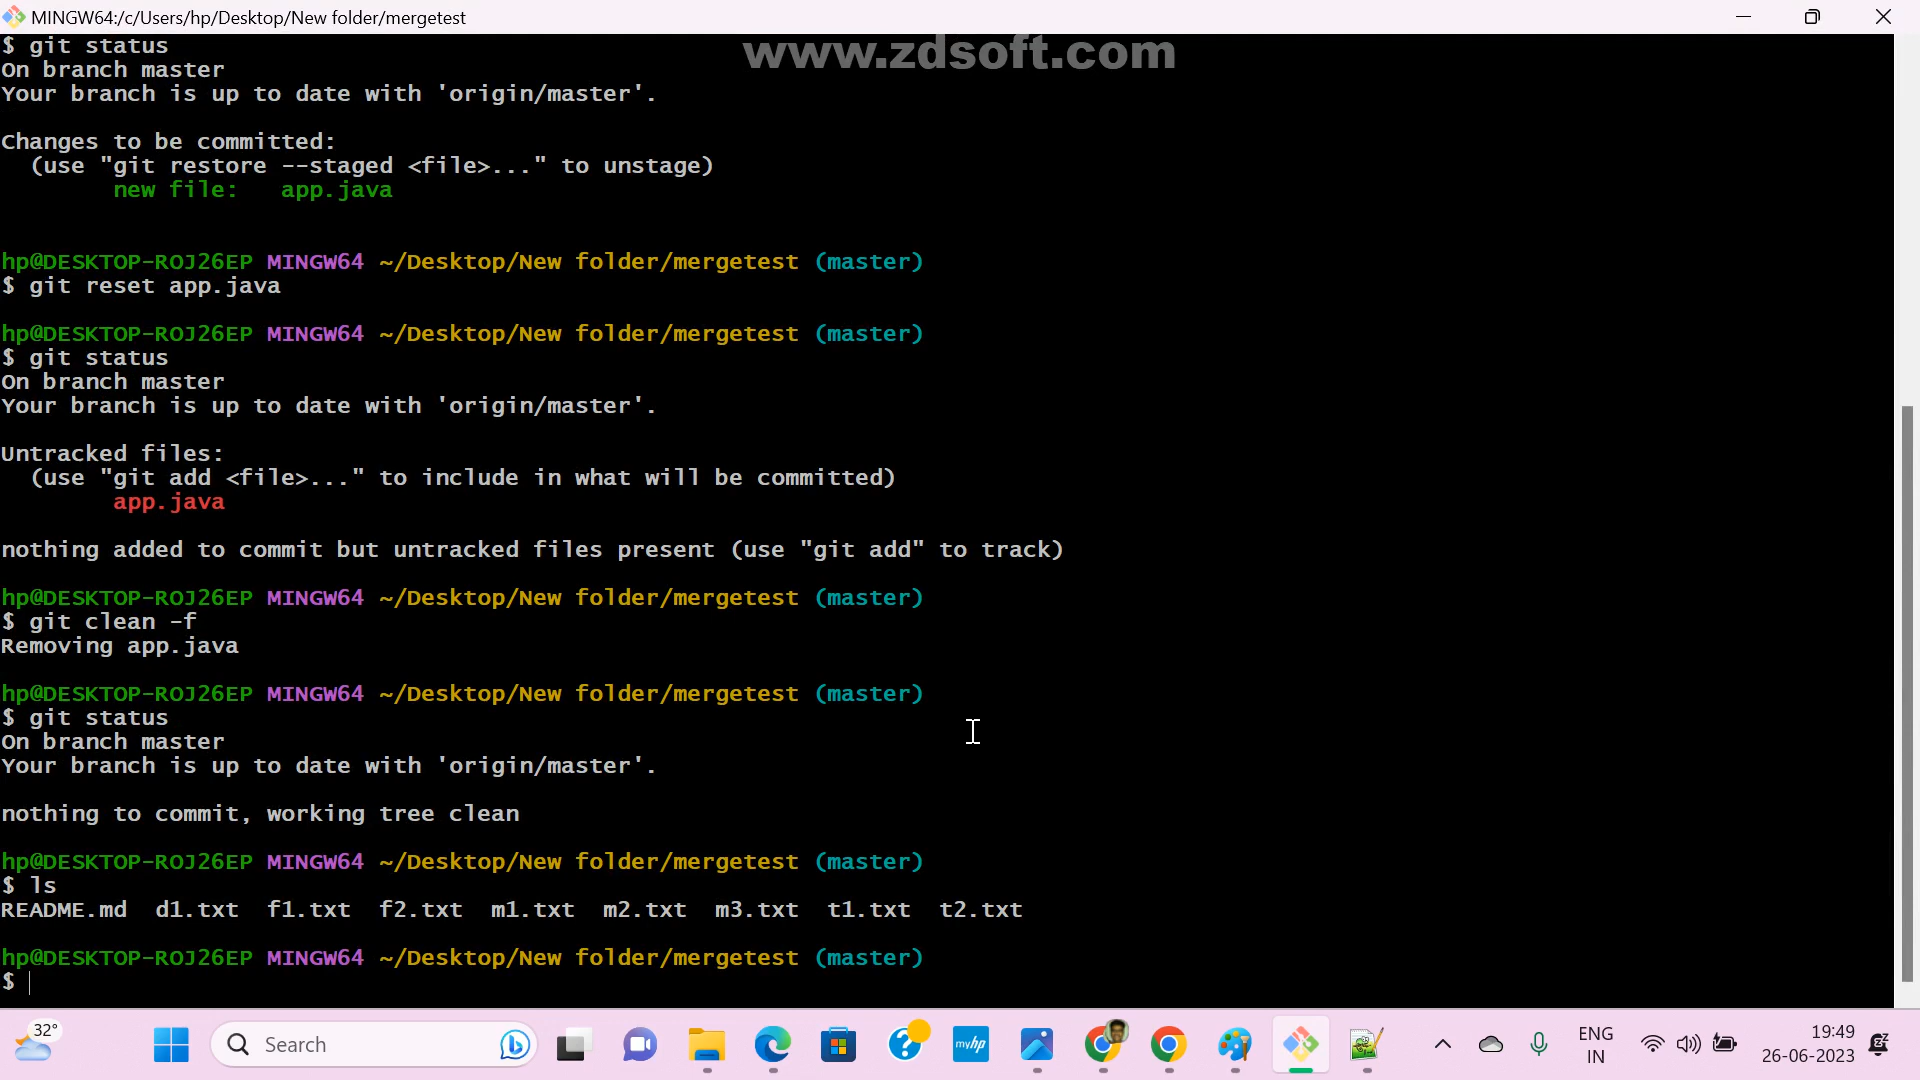 MINGW64:/c/Users/hp/Desktop/New folder/mergetest
www.zdsoft.com
$ git status
On branch master
Your branch is up to date with 'origin/master'.
Changes to be committed:
  (use "git restore --staged <file>..." to unstage)
        new file:   app.java
hp@DESKTOP-ROJ26EP MINGW64 ~/Desktop/New folder/mergetest (master)
$ git reset app.java
hp@DESKTOP-ROJ26EP MINGW64 ~/Desktop/New folder/mergetest (master)
$ git status
On branch master
Your branch is up to date with 'origin/master'.
Untracked files:
  (use "git add <file>..." to include in what will be committed)
        app.java
nothing added to commit but untracked files present (use "git add" to track)
hp@DESKTOP-ROJ26EP MINGW64 ~/Desktop/New folder/mergetest (master)
$ git clean -f
Removing app.java
hp@DESKTOP-ROJ26EP MINGW64 ~/Desktop/New folder/mergetest (master)
$ git status
On branch master
Your branch is up to date with 'origin/master'.
nothing to commit, working tree clean
hp@DESKTOP-ROJ26EP MINGW64 ~/Desktop/New folder/mergetest (master)
$ ls
README.md  d1.txt  f1.txt  f2.txt  m1.txt  m2.txt  m3.txt  t1.txt  t2.txt
hp@DESKTOP-ROJ26EP MINGW64 ~/Desktop/New folder/mergetest (master)
$
32°
Search
myhp
ENG
IN
19:49
26-06-2023